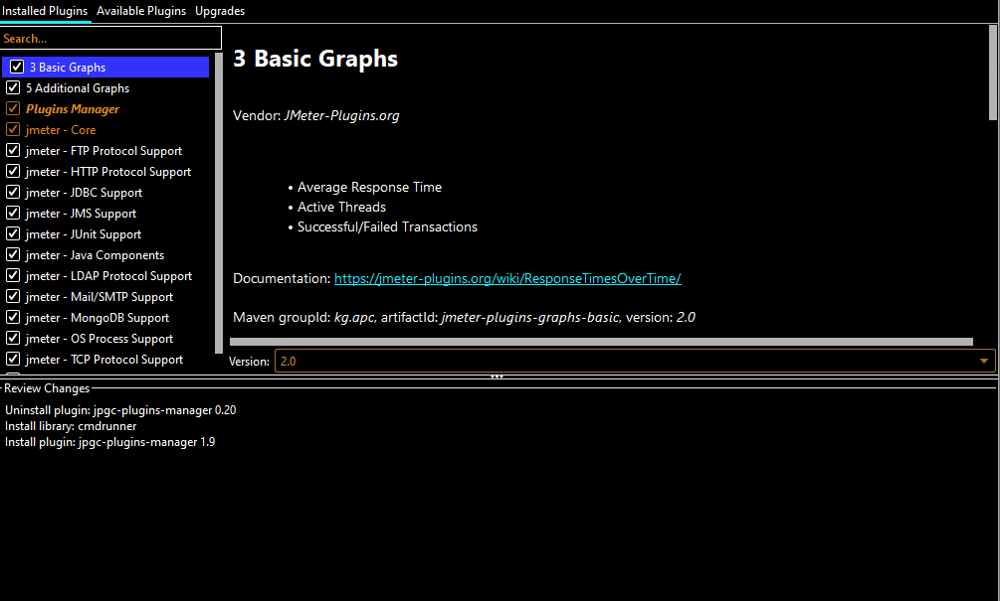 Installed Plugins Available Plugins Upgrades
Search...
3 Basic Graphs
5 Additional Graphs
Plugins Manager
jmeter - Core
jmeter - FTP Protocol Support
jmeter - HTTP Protocol Support
jmeter - JDBC Support
jmeter - JMS Support
jmeter - JUnit Support
jmeter - Java Components
jmeter - LDAP Protocol Support
jmeter - Mail/SMTP Support
jmeter - MongoDB Support
jmeter - OS Process Support
jmeter - TCP Protocol Support
3 Basic Graphs
Vendor: JMeter-Plugins.org
• Average Response Time
• Active Threads
• Successful/Failed Transactions
Documentation: https://jmeter-plugins.org/wiki/ResponseTimesOverTime/
Maven groupId: kg.apc, artifactId: jmeter-plugins-graphs-basic, version: 2.0
Version: 2.0
Review Changes
Uninstall plugin: jpgc-plugins-manager 0.20
Install library: cmdrunner
Install plugin: jpgc-plugins-manager 1.9